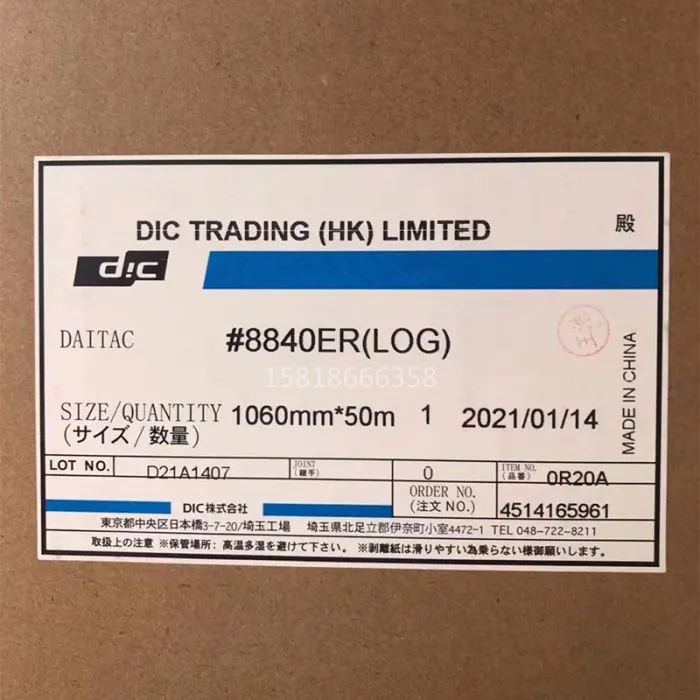 DIC TRADING (HK) LIMITED 殿
dic
DAITAC #8840ER(LOG)
15818666358
SIZE/QUANTITY 1060mm*50m 1 2021/01/14
(サイズ/数量)
MADE IN CHINA
LOT NO. D21A1407 JOINT 0 ITEM NO. 0R20A
(継手) (品番)
ORDER NO. 4514165961
(注文 NO.)
DIC株式会社
東京都中央区日本橋3-7-20/埼玉工場 埼玉県北足立郡伊奈町小室4472-1 TEL 048-722-8211
取扱上の注意 ※保管場所: 高温多湿を避けて下さい。 ※剥離紙は滑りやすい為乗らない様御願いします。